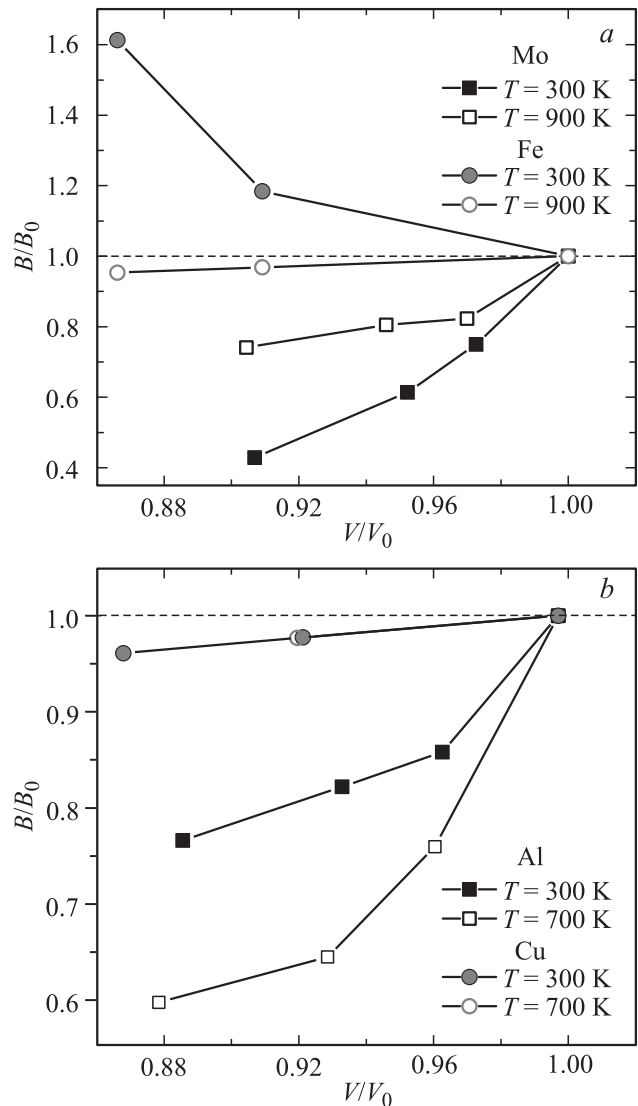 a
1.6
1.4
1.2
1.0
0.8
0.6
0.4
B/B0
Mo
T = 300 K
T = 900 K
Fe
T = 300 K
T = 900 K
0.88 0.92 0.96 1.00
V/V0
b
1.0
0.9
0.8
0.7
0.6
B/B0
Al
T = 300 K
T = 700 K
Cu
T = 300 K
T = 700 K
0.88 0.92 0.96 1.00
V/V0